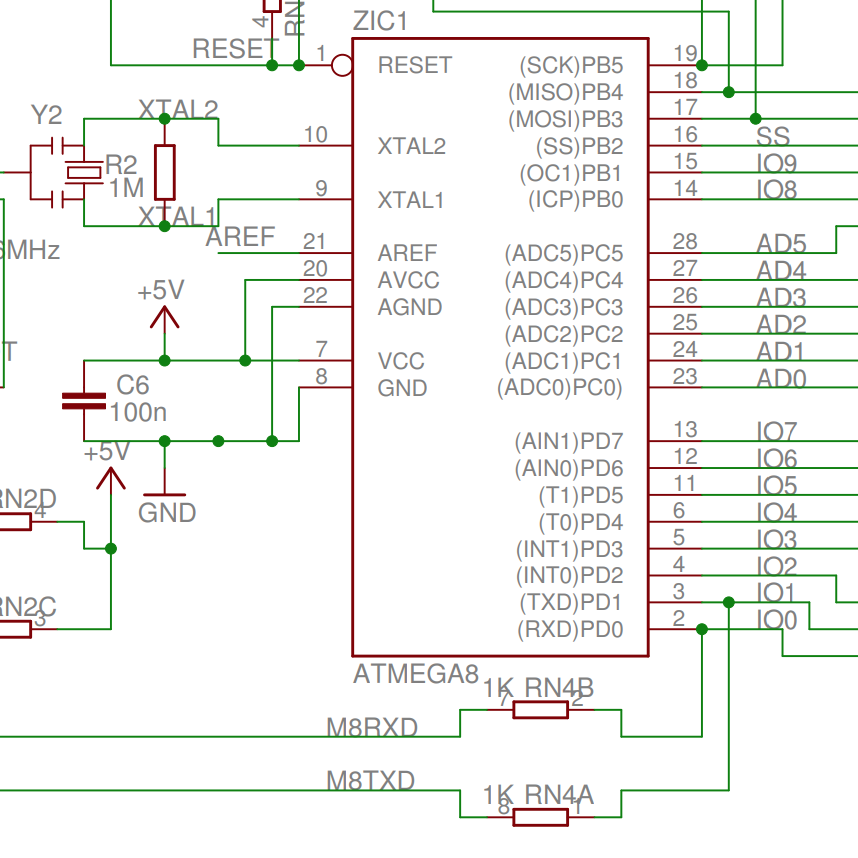 4
RN
ZIC1
RESET
1
RESET
(SCK)PB5
19
(MISO)PB4
18
(MOSI)PB3
17
Y2
XTAL2
10
XTAL2
(SS)PB2
16
SS
R2
1M
(OC1)PB1
15
IO9
9
XTAL1
(ICP)PB0
14
IO8
XTAL1
AREF
21
AREF
(ADC5)PC5
28
AD5
6MHz
20
AVCC
(ADC4)PC4
27
AD4
+5V
22
AGND
(ADC3)PC3
26
AD3
(ADC2)PC2
25
AD2
T
7
VCC
(ADC1)PC1
24
AD1
C6
100n
8
GND
(ADC0)PC0)
23
AD0
(AIN1)PD7
13
IO7
+5V
(AIN0)PD6
12
IO6
RN2D
4
GND
(T1)PD5
11
IO5
(T0)PD4
6
IO4
(INT1)PD3
5
IO3
(INT0)PD2
4
IO2
RN2C
3
(TXD)PD1
3
IO1
(RXD)PD0
2
IO0
ATMEGA8
1K RN4B
7
2
M8RXD
M8TXD
1K RN4A
8
1